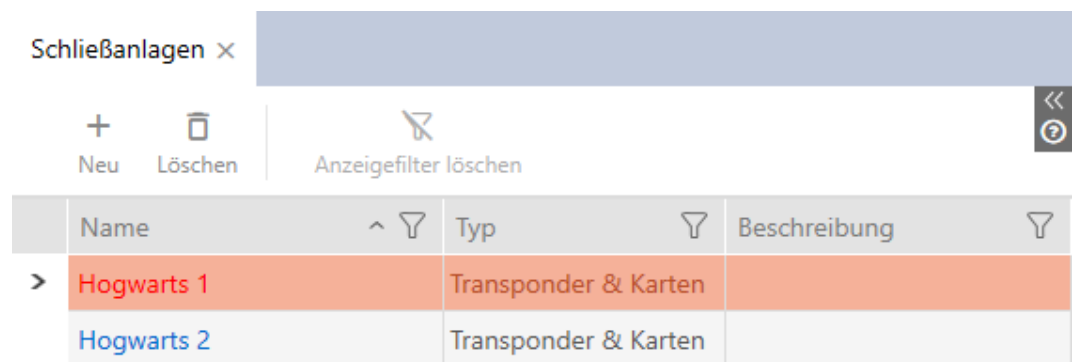 Schließanlagen
Neu Löschen Anzeigefilter löschen
Name Typ Beschreibung
Hogwarts 1 Transponder & Karten
Hogwarts 2 Transponder & Karten